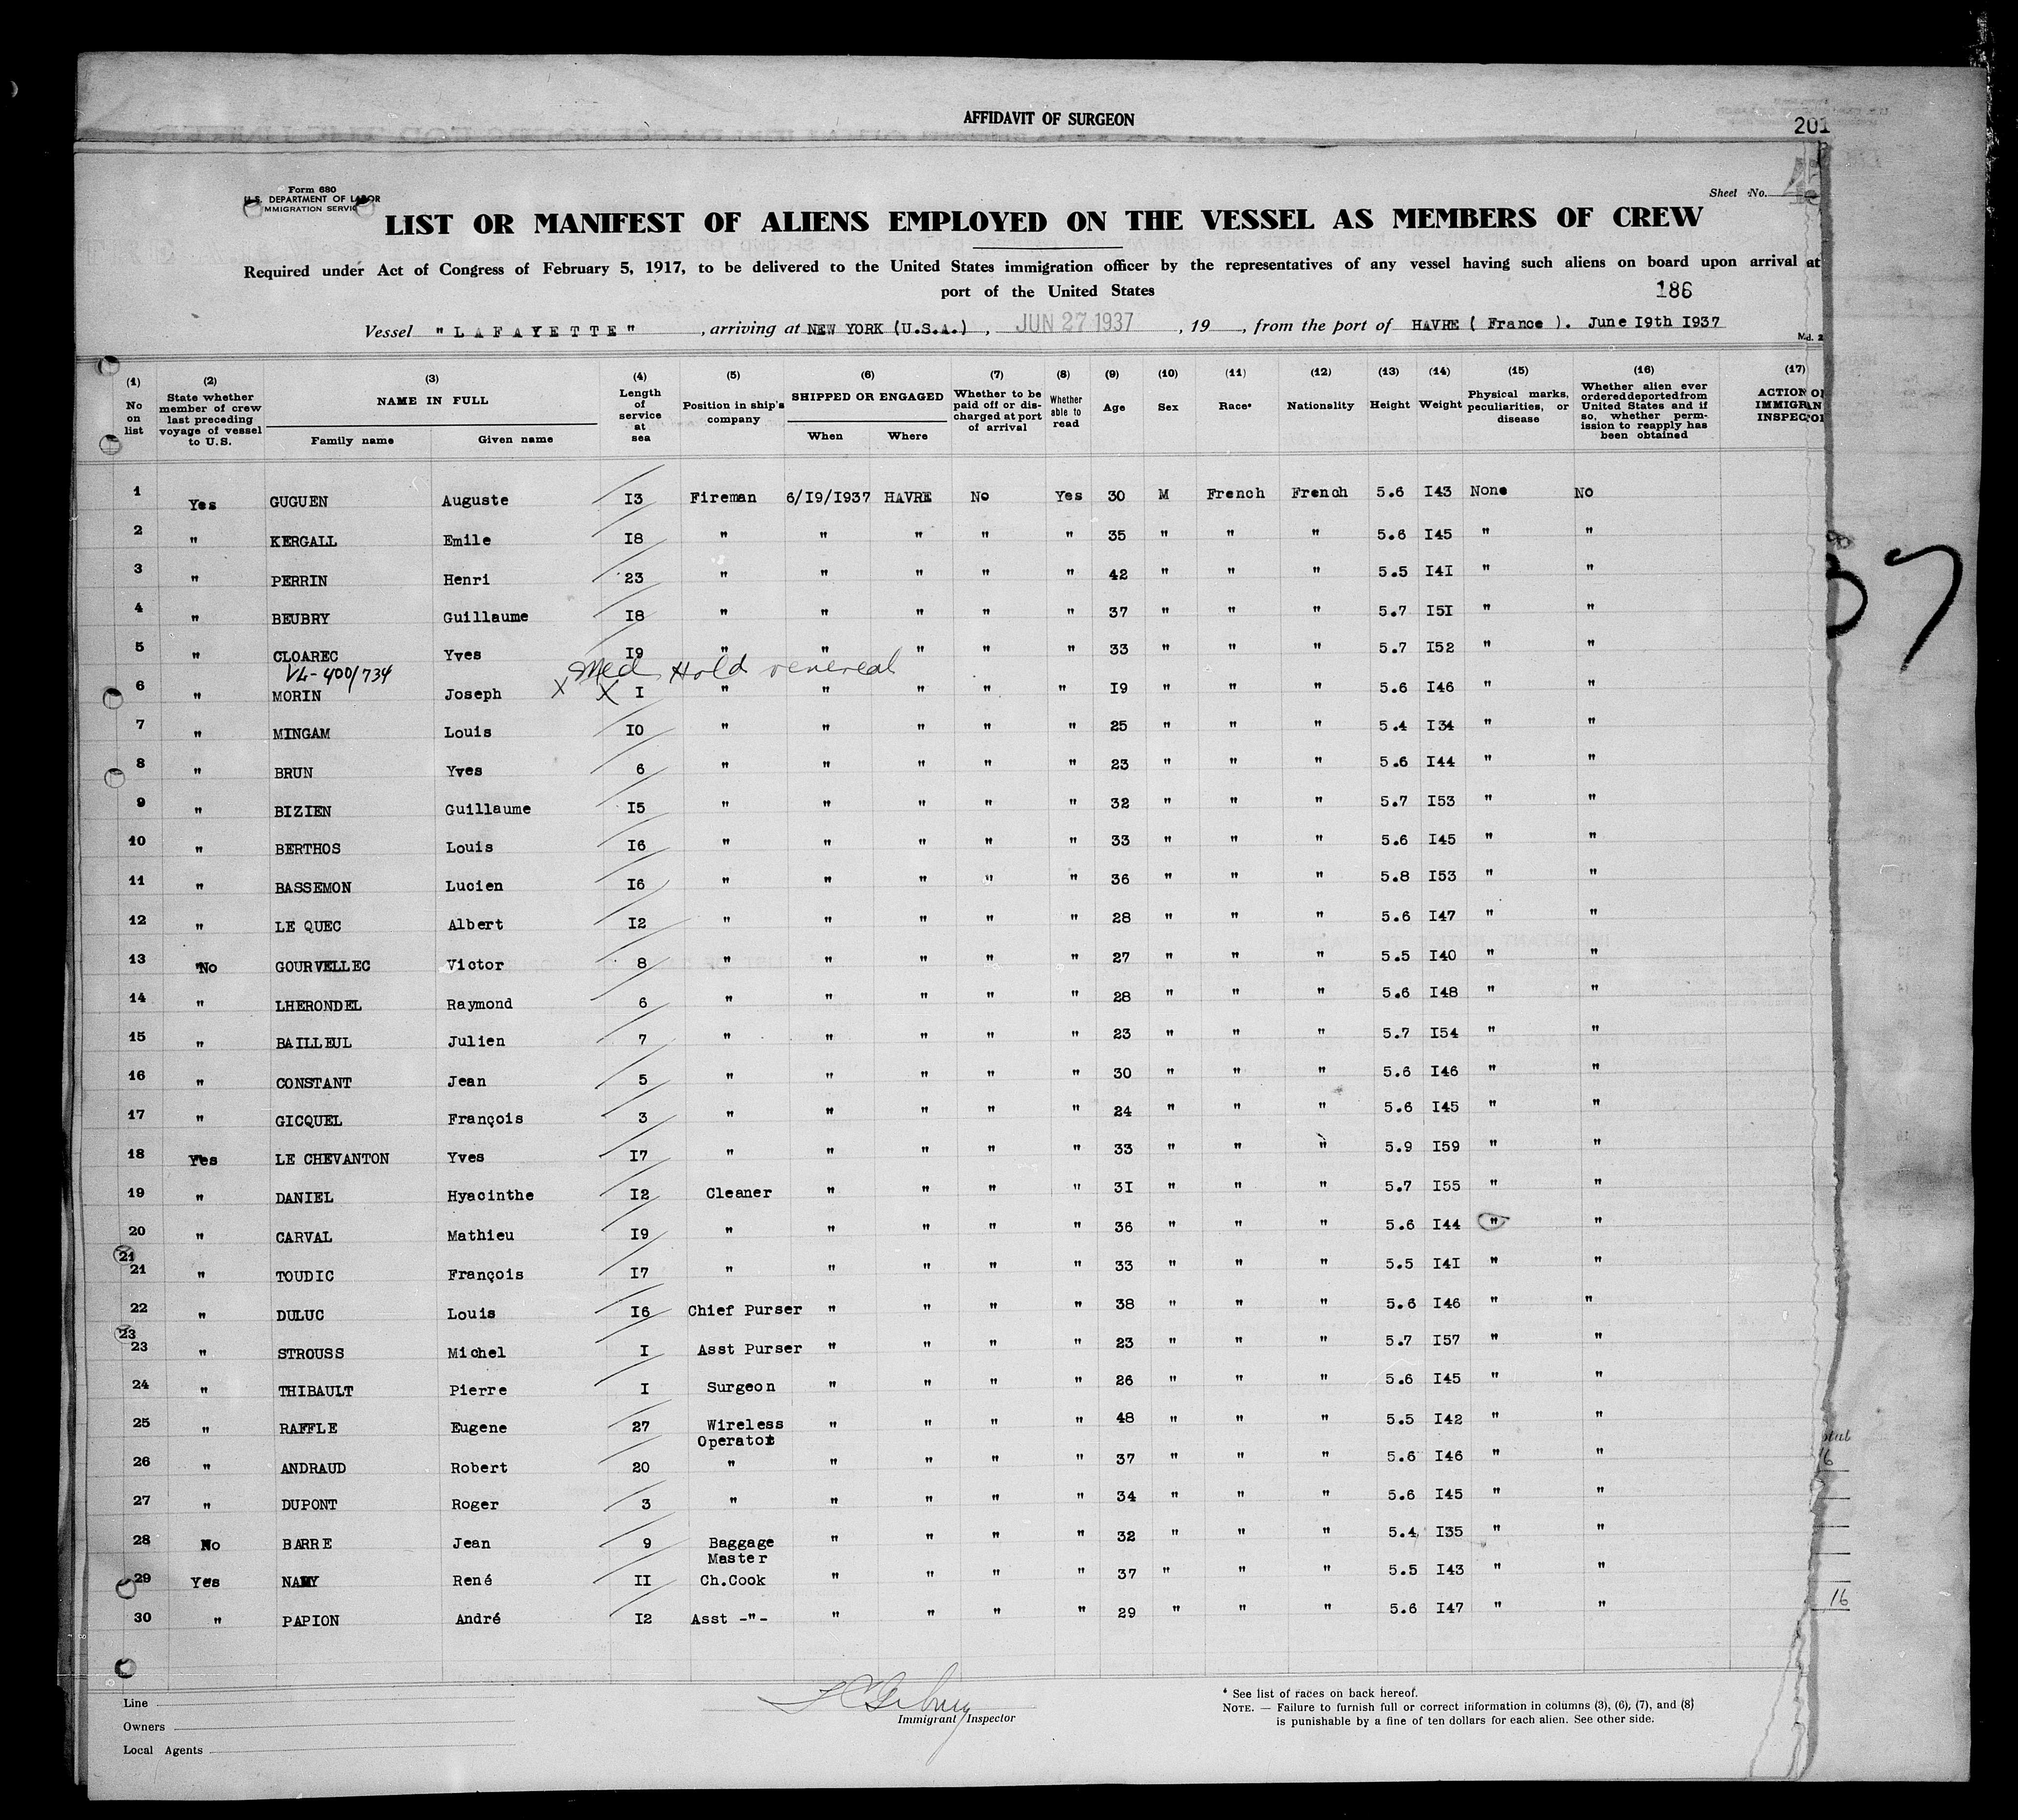 AFFIDAVIT OF SURGEON
201
Form 680
U.S. DEPARTMENT OF LABOR
IMMIGRATION SERVICE
Sheet No.
LIST OR MANIFEST OF ALIENS EMPLOYED ON THE VESSEL AS MEMBERS OF CREW
Required under Act of Congress of February 5, 1917, to be delivered to the United States immigration officer by the representatives of any vessel having such aliens on board upon arrival at
port of the United States
186
Vessel "LAFAYETTE" , arriving at NEW YORK (U.S.A.) , JUN 27 1937 , 19 , from the port of HAVRE ( France ). June I9th I937
(1) No on list (2) State whether member of crew last preceding voyage of vessel to U.S. (3) NAME IN FULL Family name Given name (4) Length of service at sea (5) Position in ship's company (6) SHIPPED OR ENGAGED When Where (7) Whether to be paid off or discharged at port of arrival (8) Whether able to read (9) Age (10) Sex (11) Race* (12) Nationality (13) Height (14) Weight (15) Physical marks, peculiarities, or disease (16) Whether alien ever ordered deported from United States and if so, whether permission to reapply has been obtained (17) ACTION OF IMMIGRAN INSPECTOR
1 Yes GUGUEN Auguste I3 Fireman 6/I9/I937 HAVRE No Yes 30 M French French 5.6 I43 None No
2 " KERGALL Emile I8 " " " " " 35 " " " 5.6 I45 " "
3 " PERRIN Henri 23 " " " " " 42 " " " 5.5 I4I " "
4 " BEUBRY Guillaume I8 " " " " " 37 " " " 5.7 I5I " "
5 " CLOAREC Yves I9 " " " " " 33 " " " 5.7 I52 " "
VL-400/734 Med Hold venereal
6 " MORIN Joseph X X I " " " " " I9 " " " 5.6 I46 " "
7 " MINGAM Louis I0 " " " " " 25 " " " 5.4 I34 " "
8 " BRUN Yves 6 " " " " " 23 " " " 5.6 I44 " "
9 " BIZIEN Guillaume I5 " " " " " 32 " " " 5.7 I53 " "
10 " BERTHOS Louis I6 " " " " " 33 " " " 5.6 I45 " "
11 " BASSEMON Lucien I6 " " " " " 36 " " " 5.8 I53 " "
12 " LE QUEC Albert I2 " " " " " 28 " " " 5.6 I47 " "
13 No GOURVELLEC Victor 8 " " " " " 27 " " " 5.5 I40 " "
14 " LHERONDEL Raymond 6 " " " " " 28 " " " 5.6 I48 " "
15 " BAILLEUL Julien 7 " " " " " 23 " " " 5.7 I54 " "
16 " CONSTANT Jean 5 " " " " " 30 " " " 5.6 I46 " "
17 " GICQUEL François 3 " " " " " 24 " " " 5.6 I45 " "
18 Yes LE CHEVANTON Yves I7 " " " " " 33 " " " 5.9 I59 " "
19 " DANIEL Hyacinthe I2 Cleaner " " " " 3I " " " 5.7 I55 " "
20 " CARVAL Mathieu I9 " " " " " 36 " " " 5.6 I44 " "
21
21 " TOUDIC François I7 " " " " " 33 " " " 5.5 I4I " "
22 " DULUC Louis I6 Chief Purser " " " " 38 " " " 5.6 I46 " "
23
23 " STROUSS Michel I Asst Purser " " " " 23 " " " 5.7 I57 " "
24 " THIBAULT Pierre I Surgeon " " " " 26 " " " 5.6 I45 " "
25 " RAFFLE Eugene 27 Wireless Operator " " " " 48 " " " 5.5 I42 " "
26 " ANDRAUD Robert 20 " " " " " 37 " " " 5.6 I46 " "
27 " DUPONT Roger 3 " " " " " 34 " " " 5.6 I45 " "
28 No BARRE Jean 9 Baggage Master " " " " 32 " " " 5.4 I35 " "
29 Yes NAMY René II Ch.Cook " " " " 37 " " " 5.5 I43 " "
30 " PAPION André I2 Asst -"- " " " " 29 " " " 5.6 I47 " "
16
Line
Owners
Local Agents
Immigrant Inspector
* See list of races on back hereof.
NOTE. — Failure to furnish full or correct information in columns (3), (6), (7), and (8)
is punishable by a fine of ten dollars for each alien. See other side.